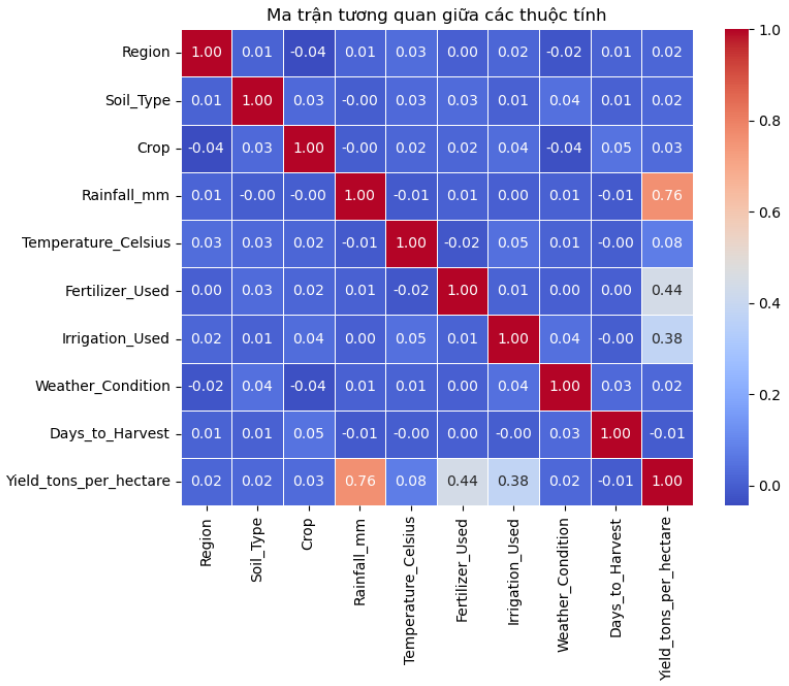 Ma trận tương quan giữa các thuộc tính
Region 1.00 0.01 -0.04 0.01 0.03 0.00 0.02 -0.02 0.01 0.02
Soil_Type 0.01 1.00 0.03 -0.00 0.03 0.03 0.01 0.04 0.01 0.02
Crop -0.04 0.03 1.00 -0.00 0.02 0.02 0.04 -0.04 0.05 0.03
Rainfall_mm 0.01 -0.00 -0.00 1.00 -0.01 0.01 0.00 0.01 -0.01 0.76
Temperature_Celsius 0.03 0.03 0.02 -0.01 1.00 -0.02 0.05 0.01 -0.00 0.08
Fertilizer_Used 0.00 0.03 0.02 0.01 -0.02 1.00 0.01 0.00 0.00 0.44
Irrigation_Used 0.02 0.01 0.04 0.00 0.05 0.01 1.00 0.04 -0.00 0.38
Weather_Condition -0.02 0.04 -0.04 0.01 0.01 0.00 0.04 1.00 0.03 0.02
Days_to_Harvest 0.01 0.01 0.05 -0.01 -0.00 0.00 -0.00 0.03 1.00 -0.01
Yield_tons_per_hectare 0.02 0.02 0.03 0.76 0.08 0.44 0.38 0.02 -0.01 1.00
Region
Soil_Type
Crop
Rainfall_mm
Temperature_Celsius
Fertilizer_Used
Irrigation_Used
Weather_Condition
Days_to_Harvest
Yield_tons_per_hectare
1.0
0.8
0.6
0.4
0.2
0.0